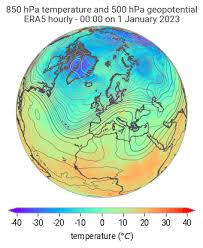 850 hPa temperature and 500 hPa geopotential
ERA5 hourly - 00:00 on 1 January 2023
-40 -30 -20 -10 0 10 20 30 40
temperature (°C)